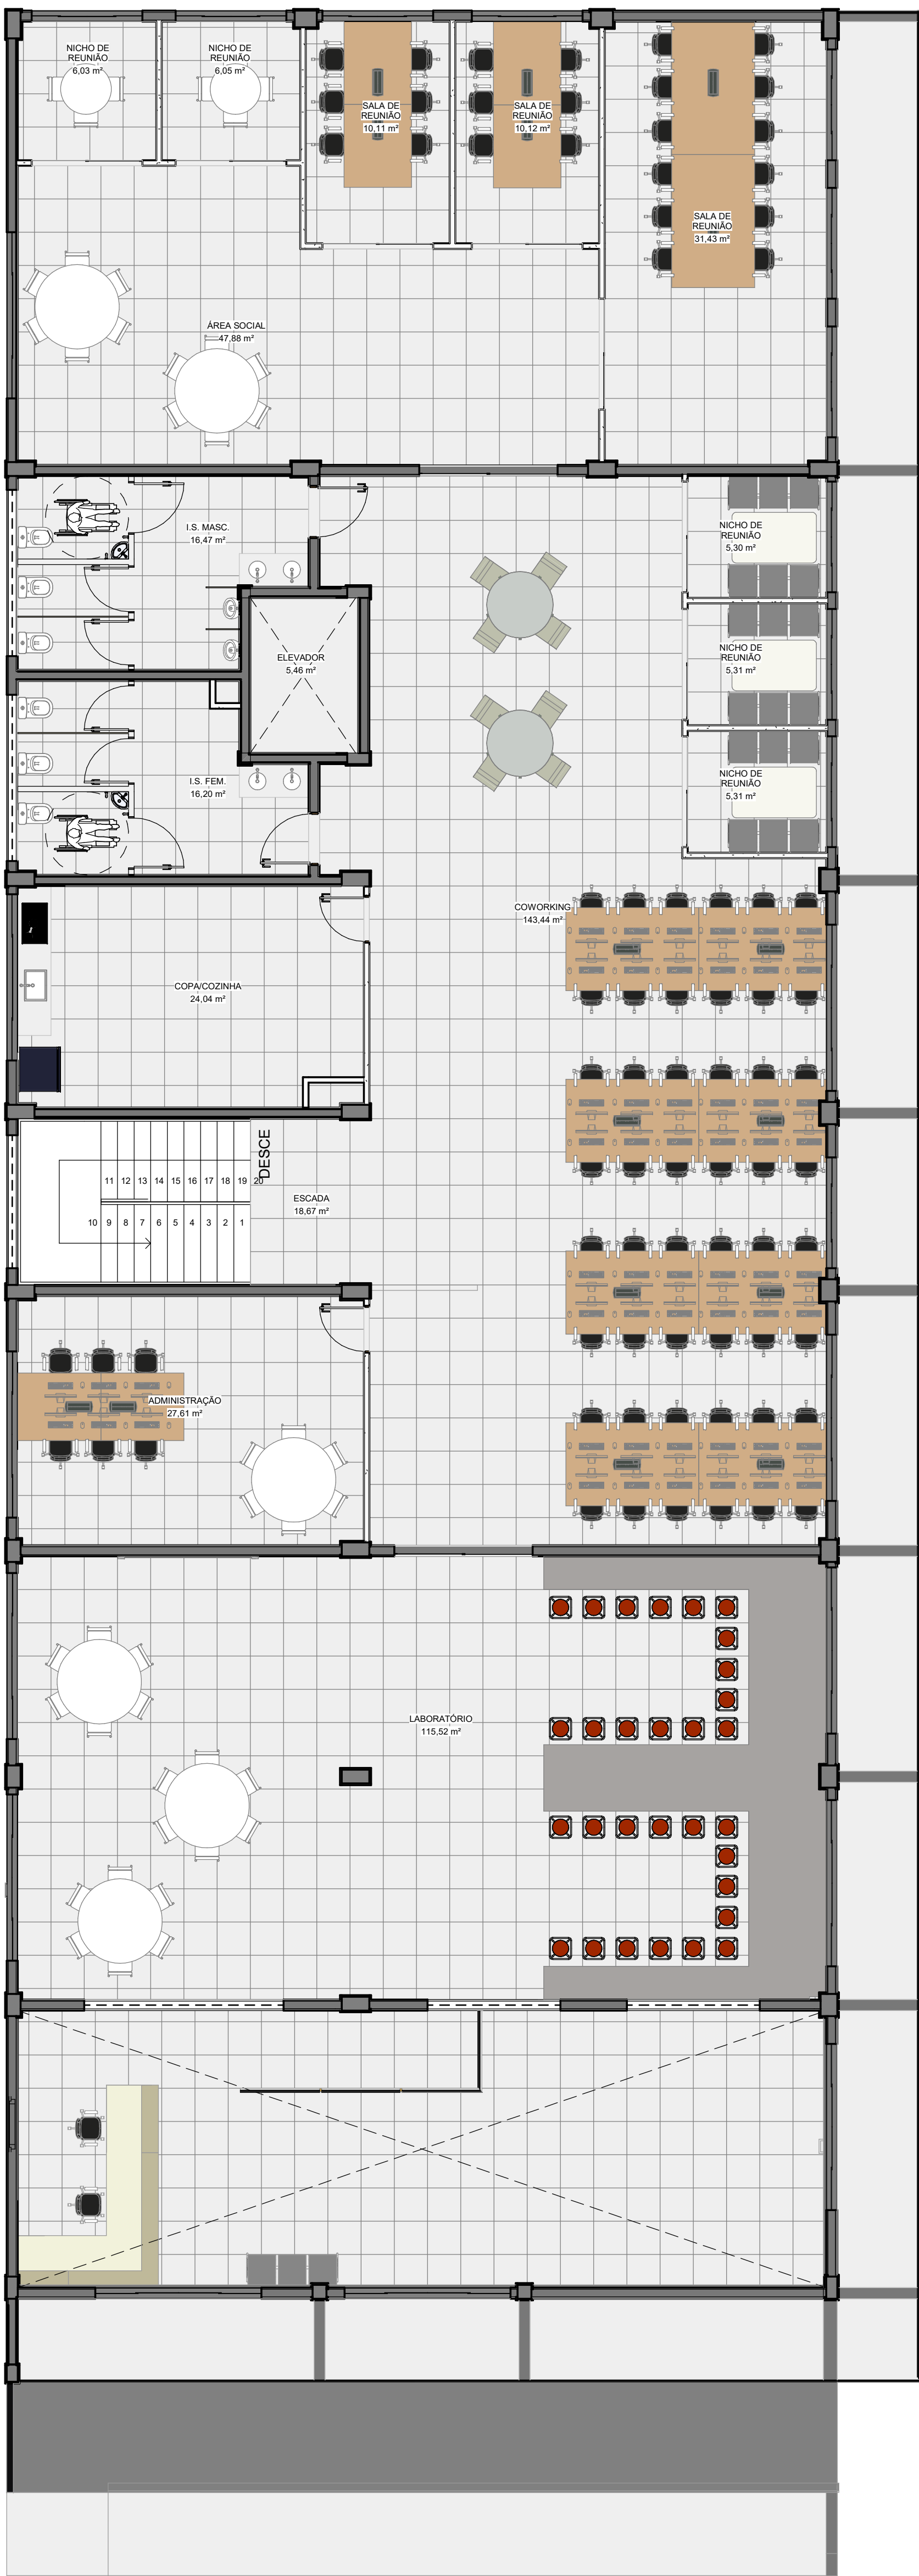 NICHO DE
REUNIÃO
6,03 m²
NICHO DE
REUNIÃO
6,05 m²
SALA DE
REUNIÃO
10,11 m²
SALA DE
REUNIÃO
10,12 m²
SALA DE
REUNIÃO
31,43 m²
ÁREA SOCIAL
47,88 m²
I.S. MASC.
16,47 m²
NICHO DE
REUNIÃO
5,30 m²
ELEVADOR
5,46 m²
NICHO DE
REUNIÃO
5,31 m²
I.S. FEM.
16,20 m²
NICHO DE
REUNIÃO
5,31 m²
COWORKING
143,44 m²
COPA/COZINHA
24,04 m²
DESCE
11 12 13 14 15 16 17 18 19 20
ESCADA
18,67 m²
10 9 8 7 6 5 4 3 2 1
ADMINISTRAÇÃO
27,61 m²
LABORATÓRIO
115,52 m²